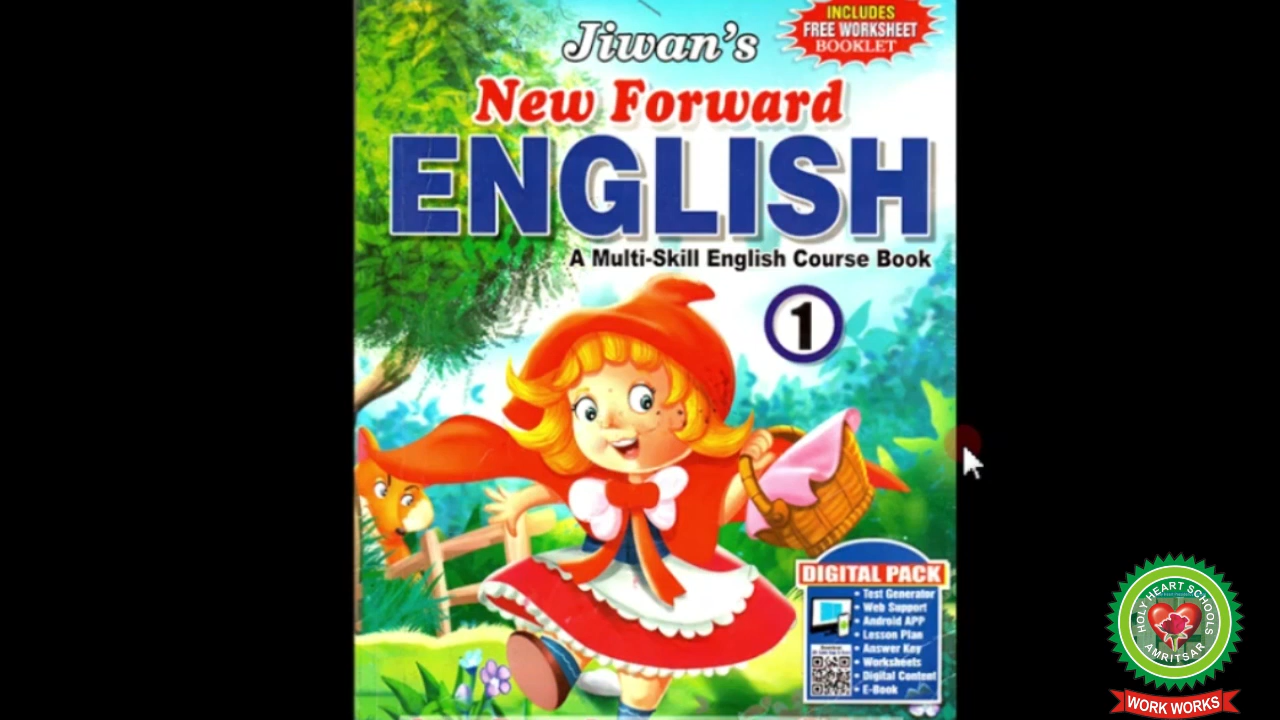 INCLUDES
FREE WORKSHEET
BOOKLET
Jiwan's
New Forward
ENGLISH
A Multi-Skill English Course Book
1
DIGITAL PACK
• Test Generator
• Web Support
• Android APP
• Lesson Plan
• Answer Key
• Worksheets
• Digital Content
• E-Book
HOLY HEART SCHOOLS
AMRITSAR
WORK WORKS